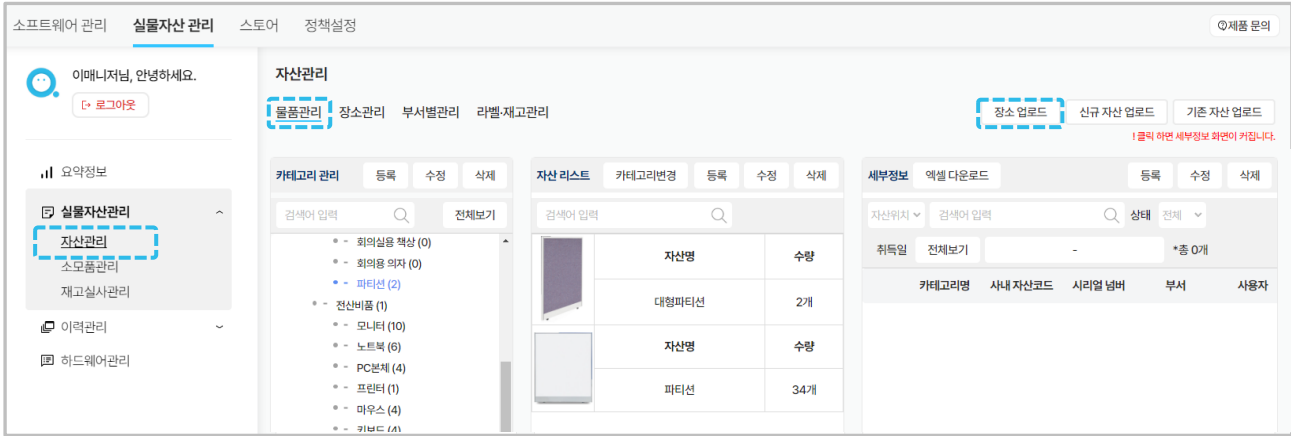 소프트웨어 관리 실물자산 관리 스토어 정책설정 제품 문의
이매니저님, 안녕하세요.
로그아웃
요약정보
실물자산관리
자산관리
소모품관리
재고실사관리
이력관리
하드웨어관리
자산관리
물품관리 장소관리 부서별관리 라벨·재고관리 장소 업로드 신규 자산 업로드 기존 자산 업로드
! 클릭 하면 세부정보 화면이 커집니다.
카테고리 관리 등록 수정 삭제
검색어 입력 전체보기
- 회의실용 책상 (0)
- 회의용 의자 (0)
- 파티션 (2)
- 전산비품 (1)
- 모니터 (10)
- 노트북 (6)
- PC본체 (4)
- 프린터 (1)
- 마우스 (4)
- 키보드 (4)
자산 리스트 카테고리변경 등록 수정 삭제
검색어 입력
자산명 수량
대형파티션 2개
자산명 수량
파티션 34개
세부정보 엑셀 다운로드 등록 수정 삭제
자산위치 검색어 입력 상태 전체
취득일 전체보기 - *총 0개
카테고리명 사내 자산코드 시리얼 넘버 부서 사용자